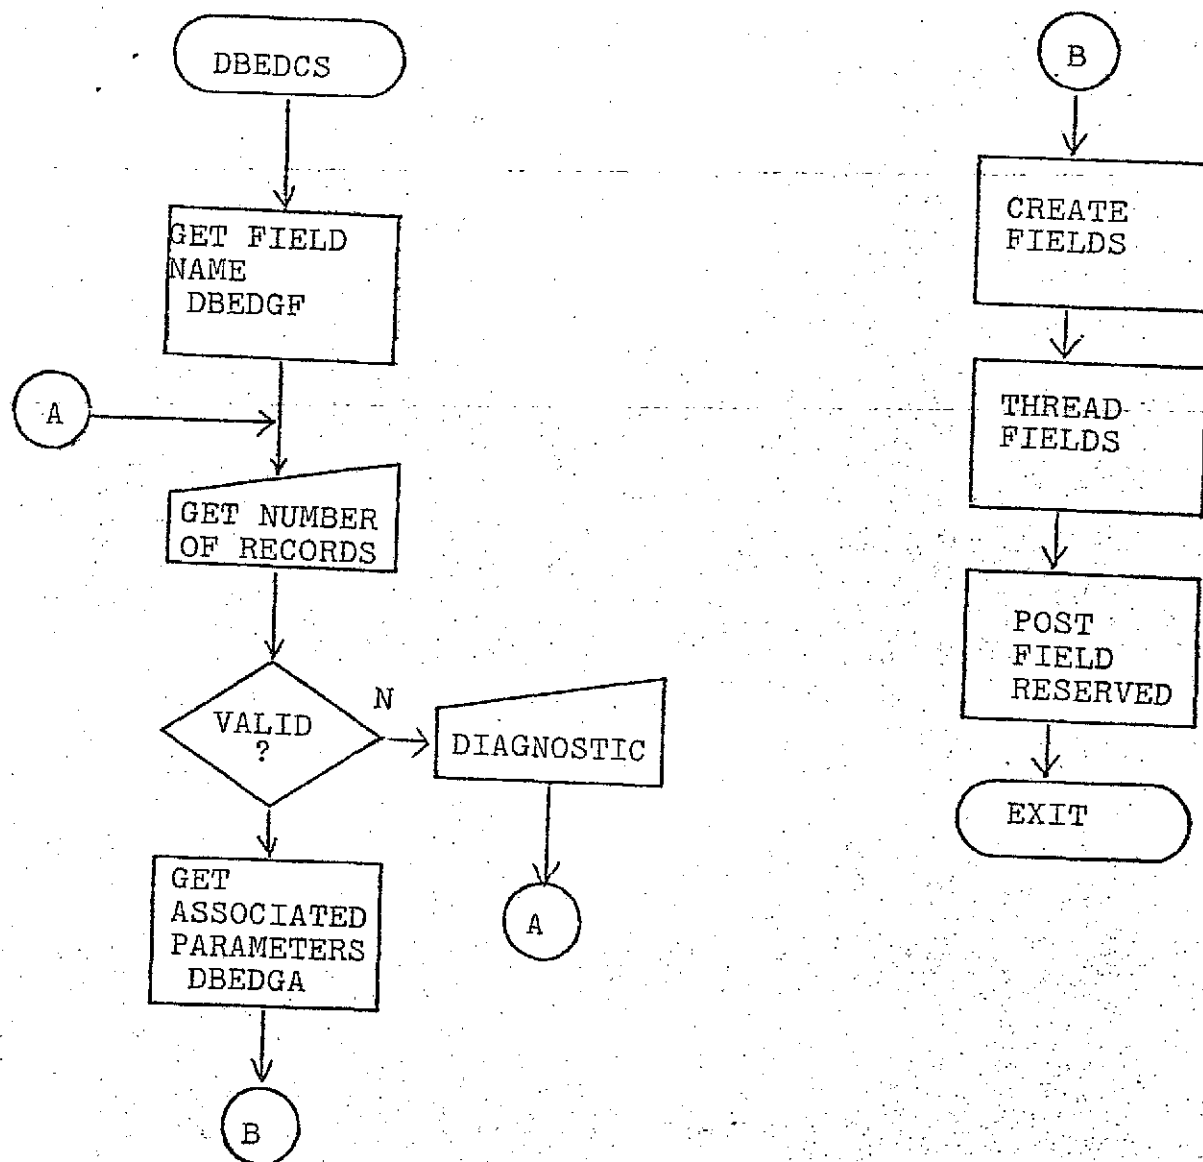 DBEDCS
GET FIELD
NAME
DBEDGF
A
GET NUMBER
OF RECORDS
VALID
?
N
DIAGNOSTIC
A
GET
ASSOCIATED
PARAMETERS
DBEDGA
B
B
CREATE
FIELDS
THREAD
FIELDS
POST
FIELD
RESERVED
EXIT